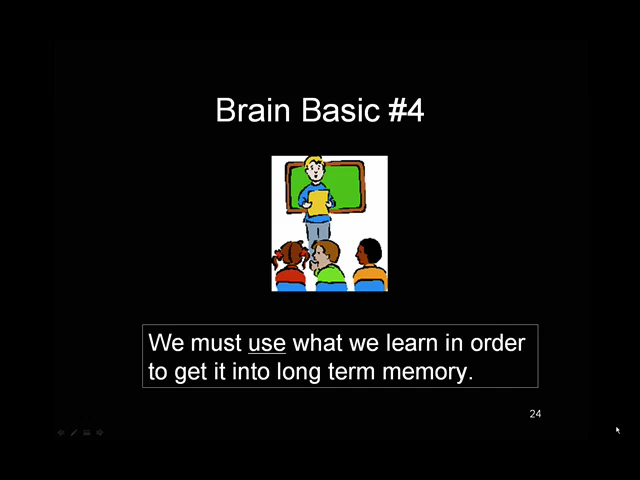 Brain Basic #4
We must use what we learn in order
to get it into long term memory.
24